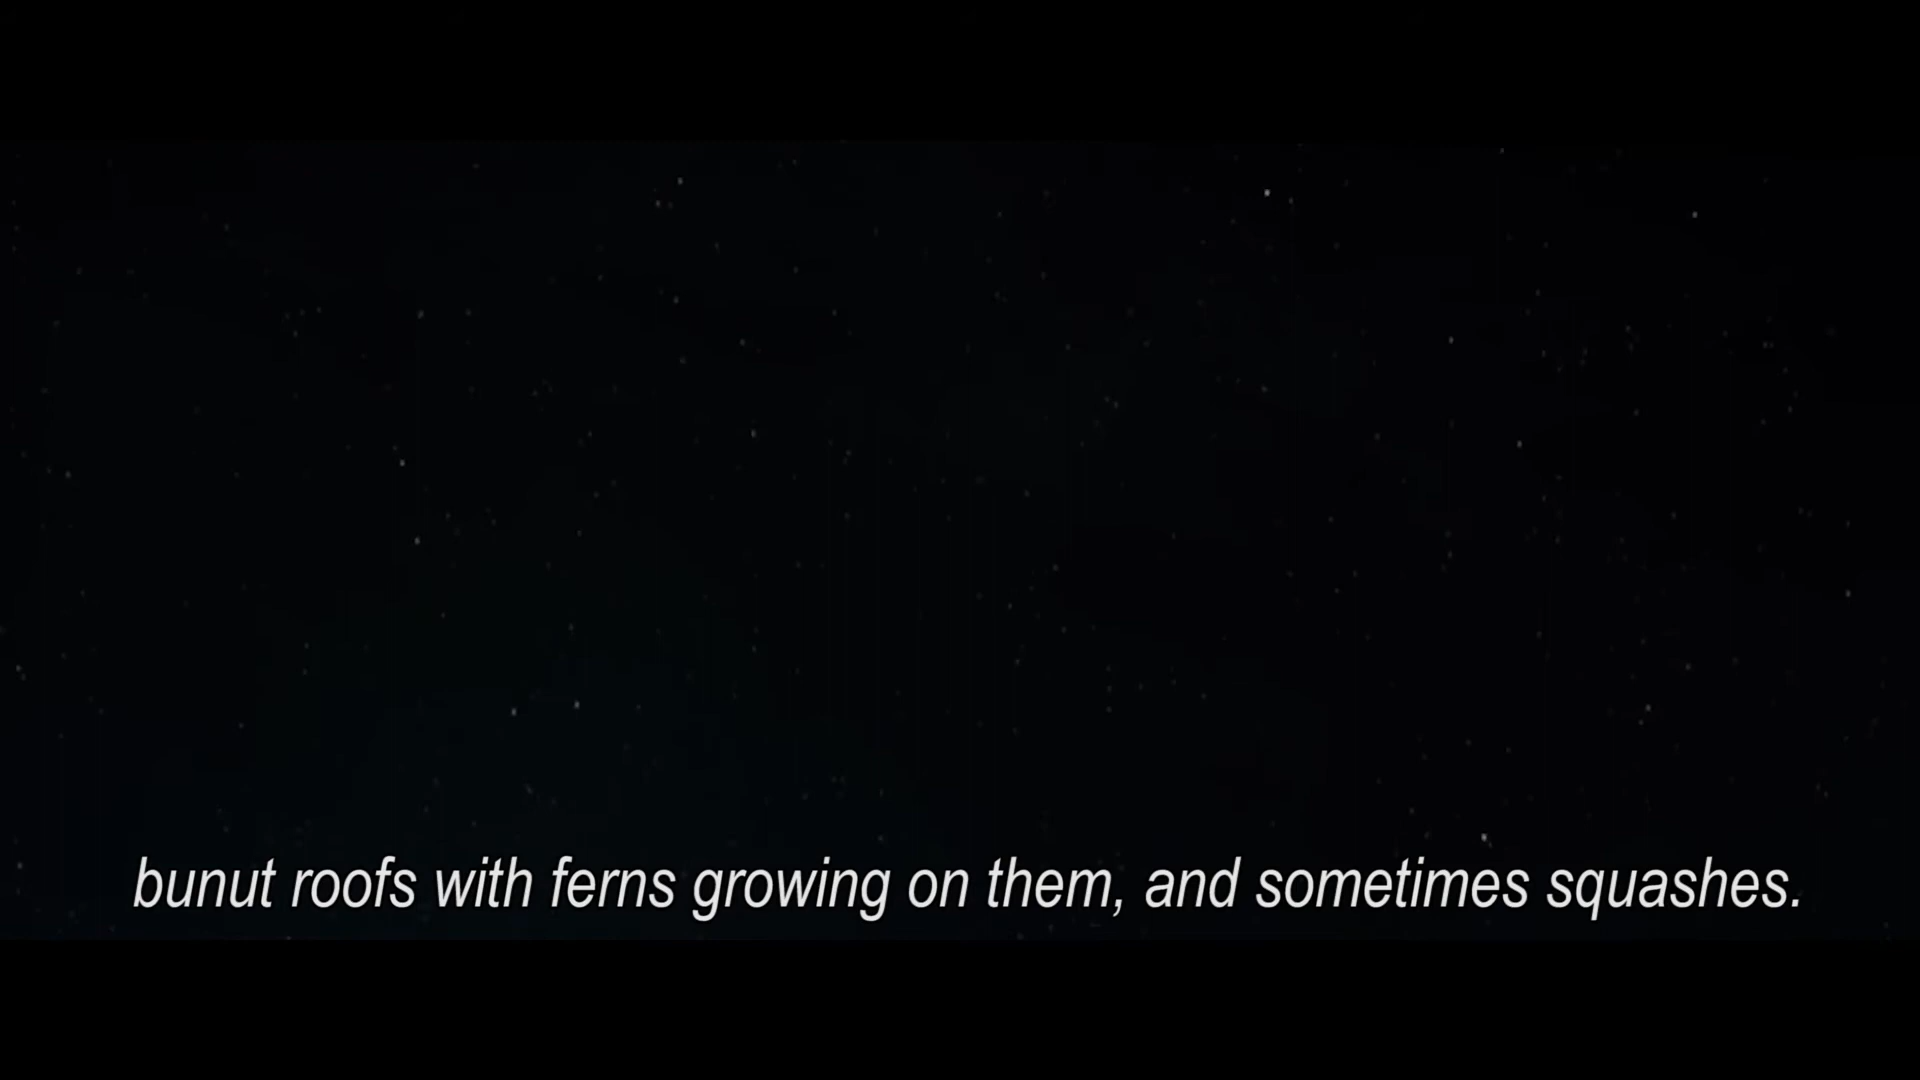 bunut roofs with ferns growing on them, and sometimes squashes.